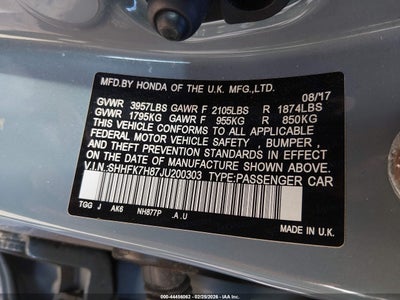 MFD.BY HONDA OF THE U.K. MFG.,LTD.
08/'17
GVWR 3957LBS GAWR F 2105LBS R 1874LBS
GVWR 1795KG GAWR F 955KG R 850KG
THIS VEHICLE CONFORMS TO ALL APPLICABLE
FEDERAL MOTOR VEHICLE SAFETY , BUMPER ,
AND THEFT PREVENTION STANDARDS IN EFFECT
ON THE DATE OF MANUFACTURE SHOWN ABOVE.
V.I.N:SHHFK7H87JU200303 TYPE:PASSENGER CAR
TGG J AK6 NH877P .A .U
MADE IN U.K.
000-44456063 - 02/25/2026 - IAA